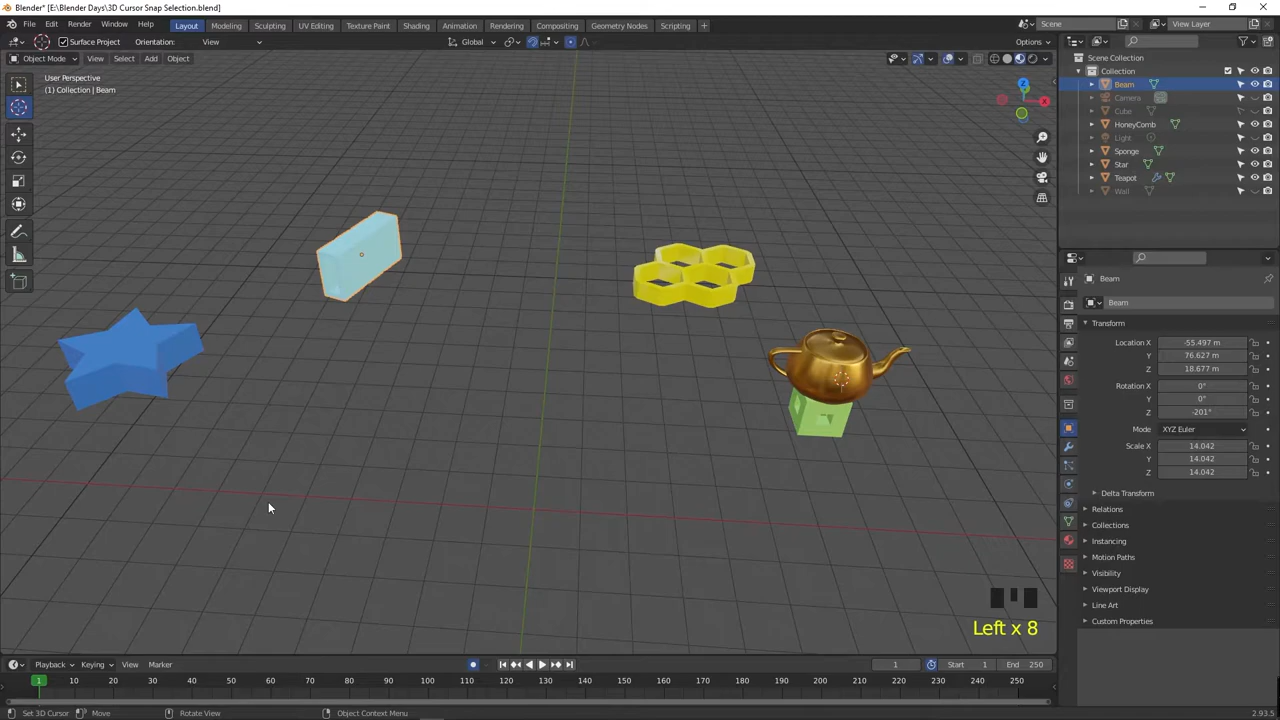 Blender* [E:\Blender Days\3D Cursor Snap Selection.blend]
File Edit Render Window Help Layout Modeling Sculpting UV Editing Texture Paint Shading Animation Rendering Compositing Geometry Nodes Scripting + Scene View Layer
Surface Project Orientation: View Global Options
Object Mode View Select Add Object
User Perspective
(1) Collection | Beam
Z
X
Scene Collection
Collection
Beam
Camera
Cube
HoneyComb
Light
Sponge
Star
Teapot
Wall
Beam
Beam
Transform
Location X -55.497 m
Y 76.627 m
Z 18.677 m
Rotation X 0°
Y 0°
Z -201°
Mode XYZ Euler
Scale X 14.042
Y 14.042
Z 14.042
Delta Transform
Relations
Collections
Instancing
Motion Paths
Visibility
Viewport Display
Line Art
Custom Properties
Left x 8
Playback Keying View Marker 1 Start 1 End 250
1 10 20 30 40 50 60 70 80 90 100 110 120 130 140 150 160 170 180 190 200 210 220 230 240 250
Set 3D Cursor Move Rotate View Object Context Menu 2.93.5